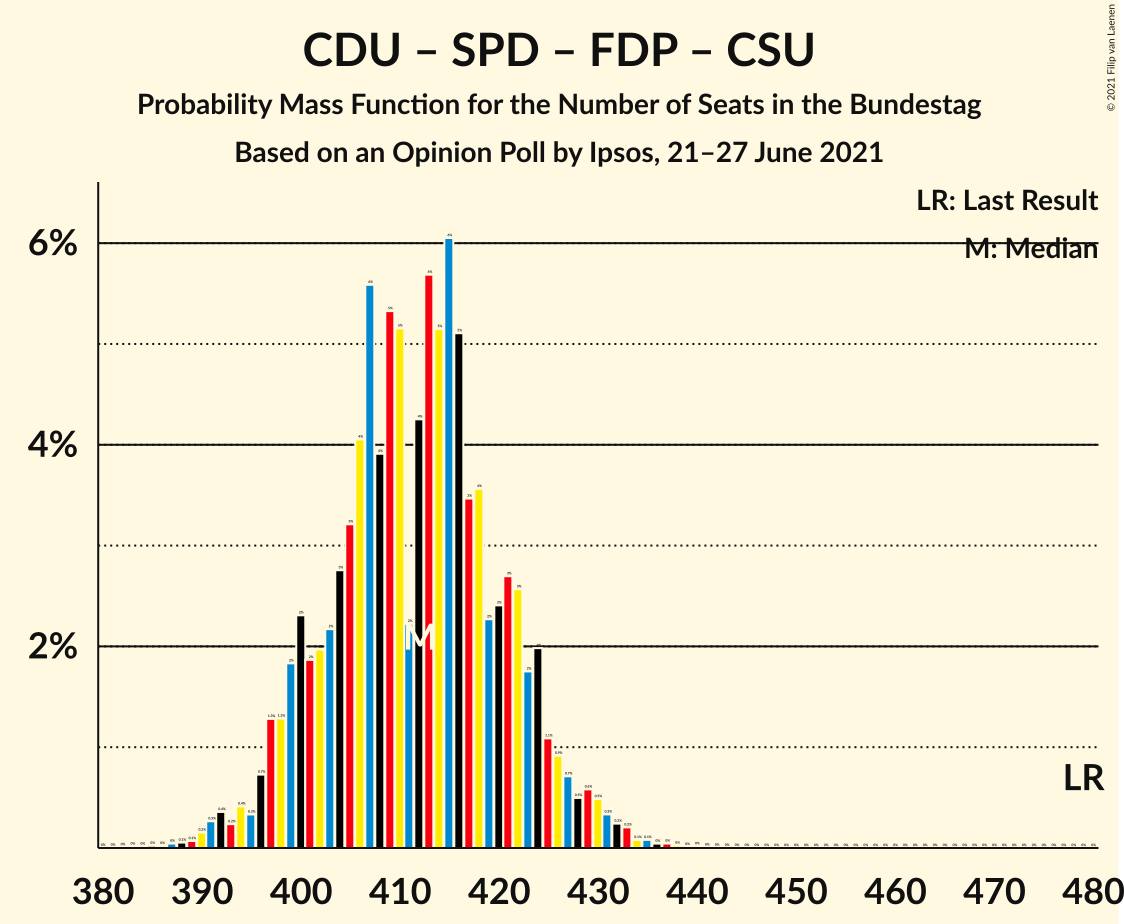 CDU – SPD – FDP – CSU
Probability Mass Function for the Number of Seats in the Bundestag
Based on an Opinion Poll by Ipsos, 21–27 June 2021
© 2021 Filip van Laenen
LR: Last Result
M: Median
6%
4%
2%
M
LR
380 390 400 410 420 430 440 450 460 470 480